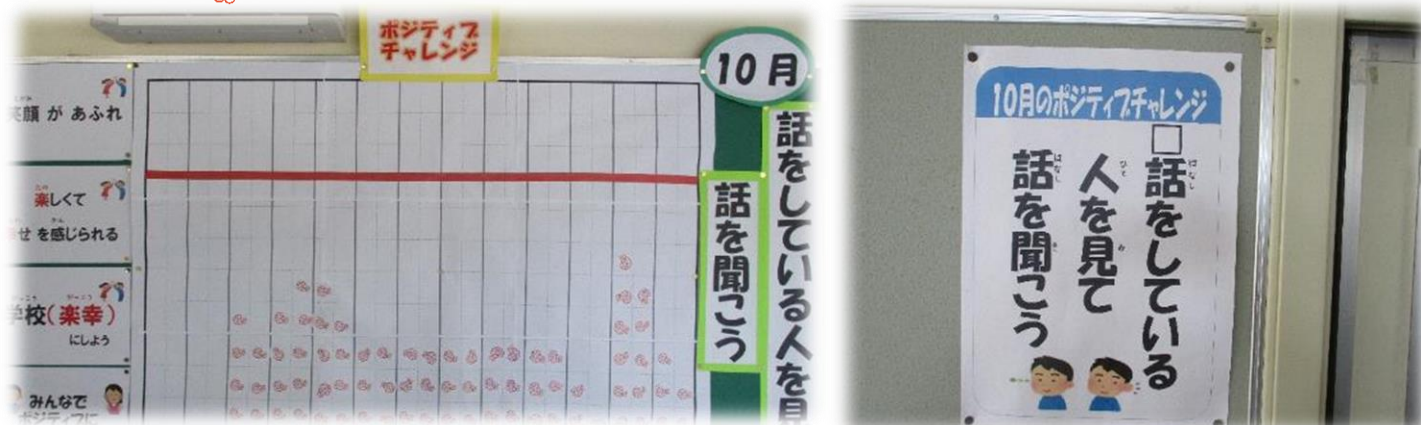 ポジティブ
チャレンジ
10月
話をしている人を見
話を聞こう
笑顔 が あふれ
楽しくて
せ を感じられる
学校(楽幸)
にしよう
みんなで
ポジティブに
10月のポジティブチャレンジ
□話をしている
人を見て
話を聞こう